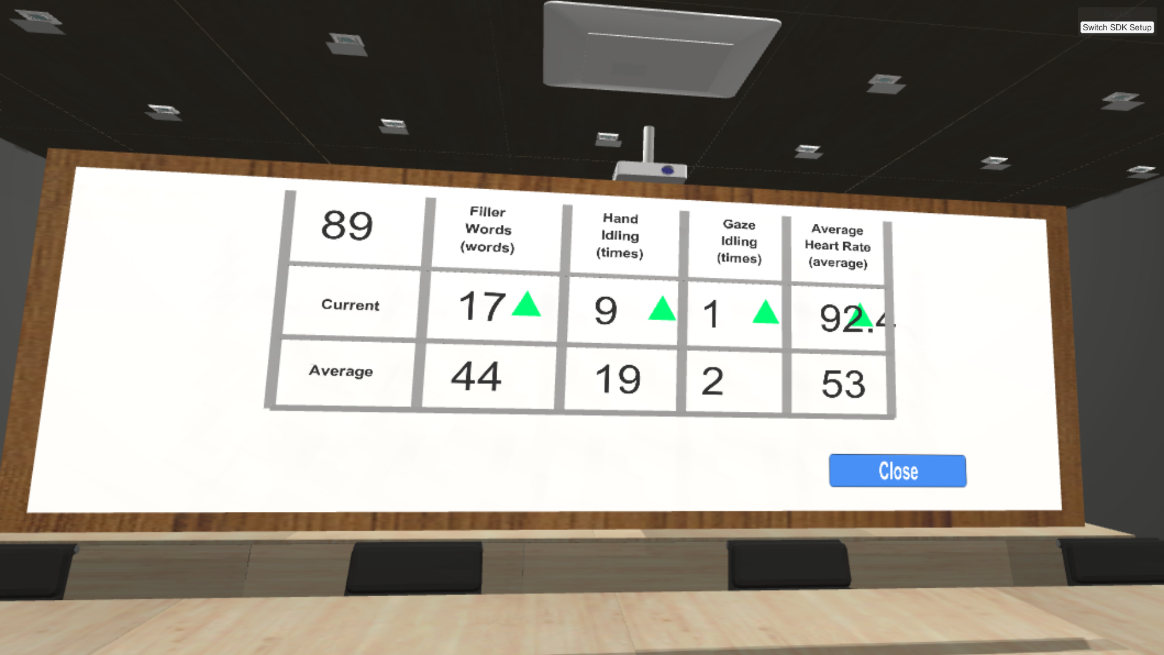 Switch SDK Setup
89
Filler
Words
(words)
Hand
Idling
(times)
Gaze
Idling
(times)
Average
Heart Rate
(average)
Current
17
9
1
92.4
Average
44
19
2
53
Close